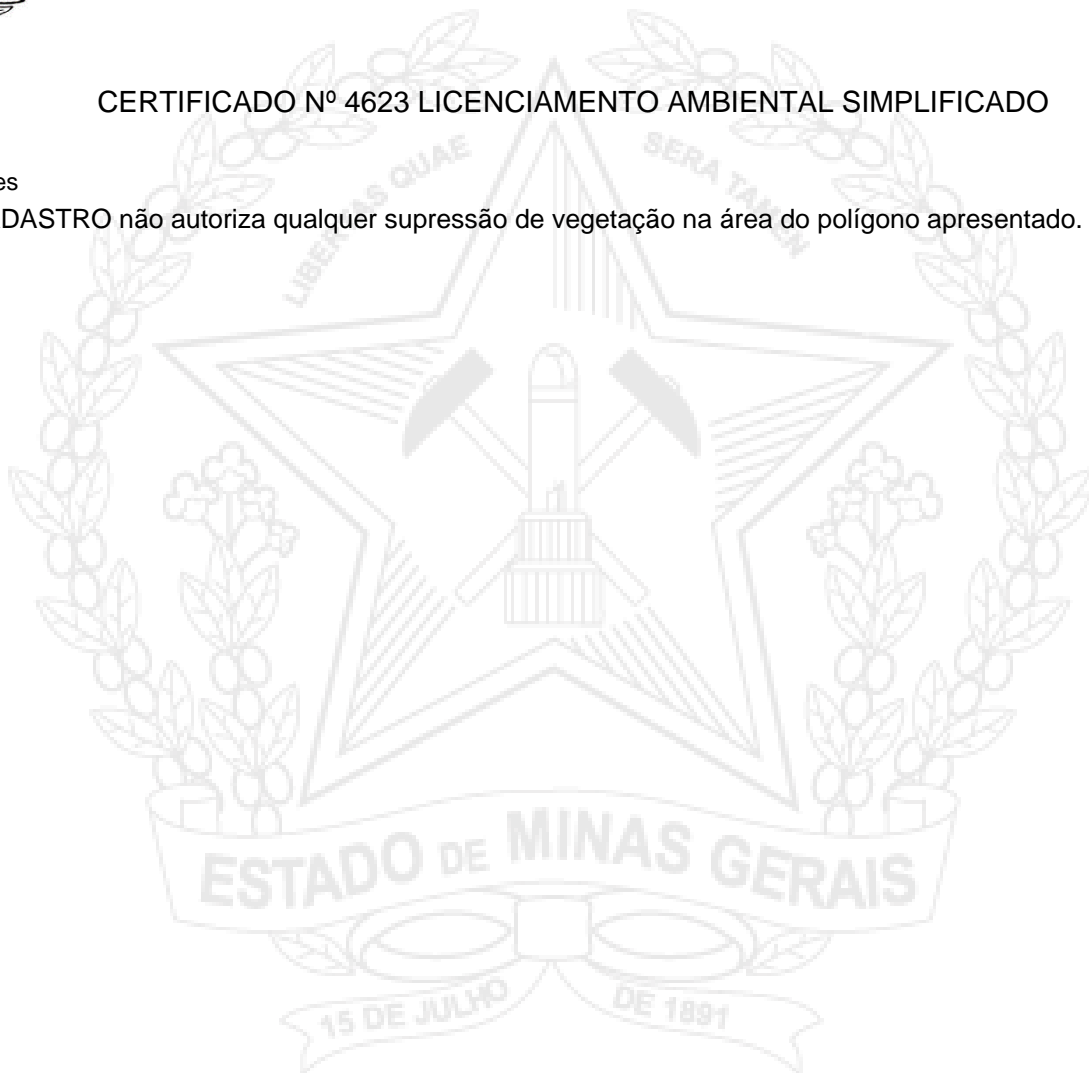 CERTIFICADO Nº 4623 LICENCIAMENTO AMBIENTAL SIMPLIFICADO
es
DASTRO não autoriza qualquer supressão de vegetação na área do polígono apresentado.
LIBERTAS QUAE SERA TAMEN
ESTADO DE MINAS GERAIS
15 DE JULHO DE 1891